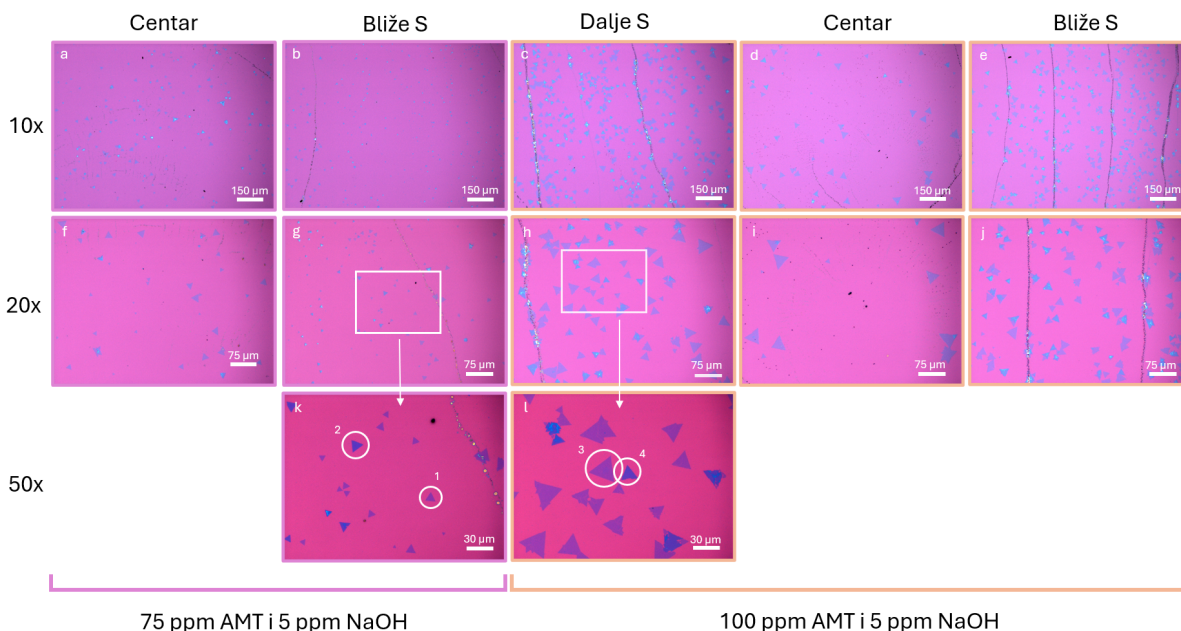 Centar
Bliže S
Dalje S
Centar
Bliže S
10x
a
150 µm
b
150 µm
c
150 µm
d
150 µm
e
150 µm
20x
f
75 µm
g
75 µm
h
75 µm
i
75 µm
j
75 µm
50x
k
2
1
30 µm
l
3
4
30 µm
75 ppm AMT i 5 ppm NaOH
100 ppm AMT i 5 ppm NaOH